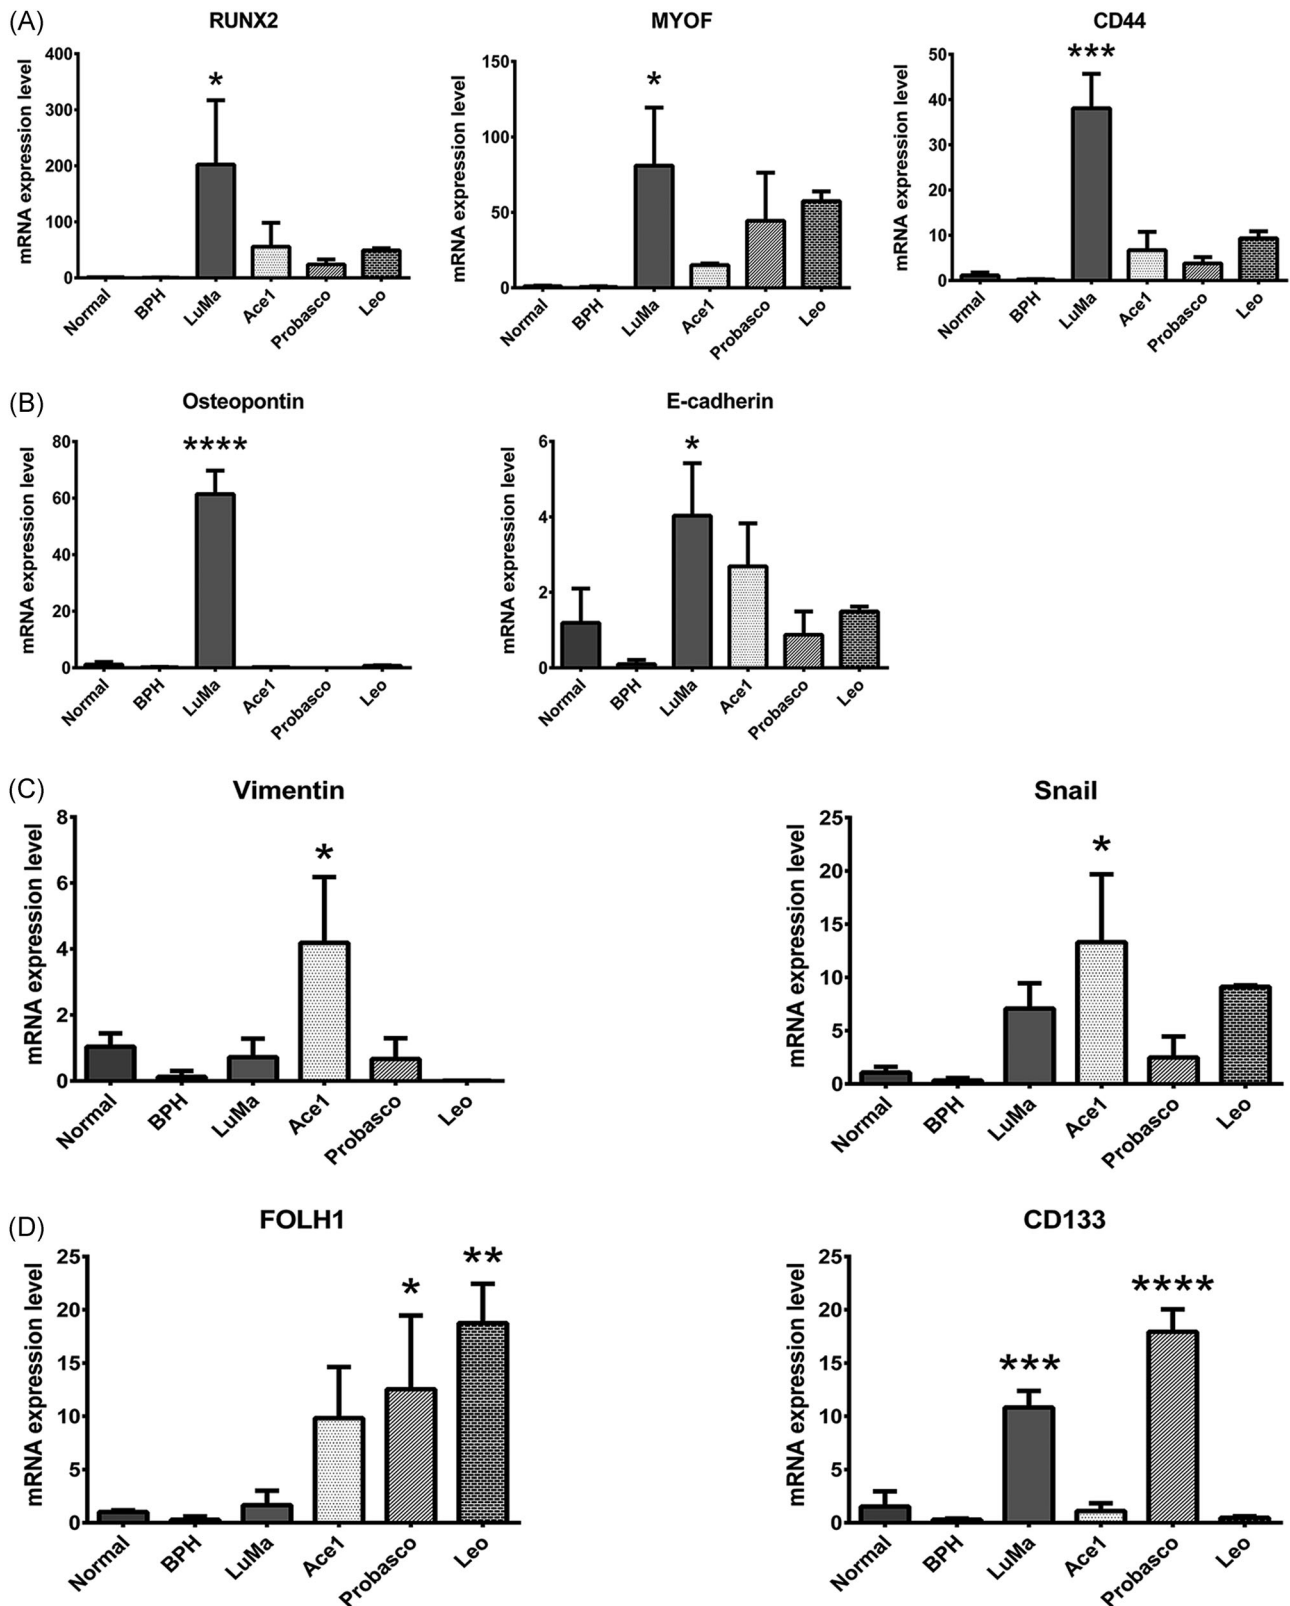 (A)
RUNX2
mRNA expression level
400
300
200
100
0
*
Normal
BPH
LuMa
Ace1
Probasco
Leo
MYOF
mRNA expression level
150
100
50
0
*
Normal
BPH
LuMa
Ace1
Probasco
Leo
CD44
mRNA expression level
50
40
30
20
10
0
***
Normal
BPH
LuMa
Ace1
Probasco
Leo
(B)
Osteopontin
mRNA expression level
80
60
40
20
0
****
Normal
BPH
LuMa
Ace1
Probasco
Leo
E-cadherin
mRNA expression level
6
4
2
0
*
Normal
BPH
LuMa
Ace1
Probasco
Leo
(C)
Vimentin
mRNA expression level
8
6
4
2
0
*
Normal
BPH
LuMa
Ace1
Probasco
Leo
Snail
mRNA expression level
25
20
15
10
5
0
*
Normal
BPH
LuMa
Ace1
Probasco
Leo
(D)
FOLH1
mRNA expression level
25
20
15
10
5
0
*
**
Normal
BPH
LuMa
Ace1
Probasco
Leo
CD133
mRNA expression level
25
20
15
10
5
0
***
****
Normal
BPH
LuMa
Ace1
Probasco
Leo